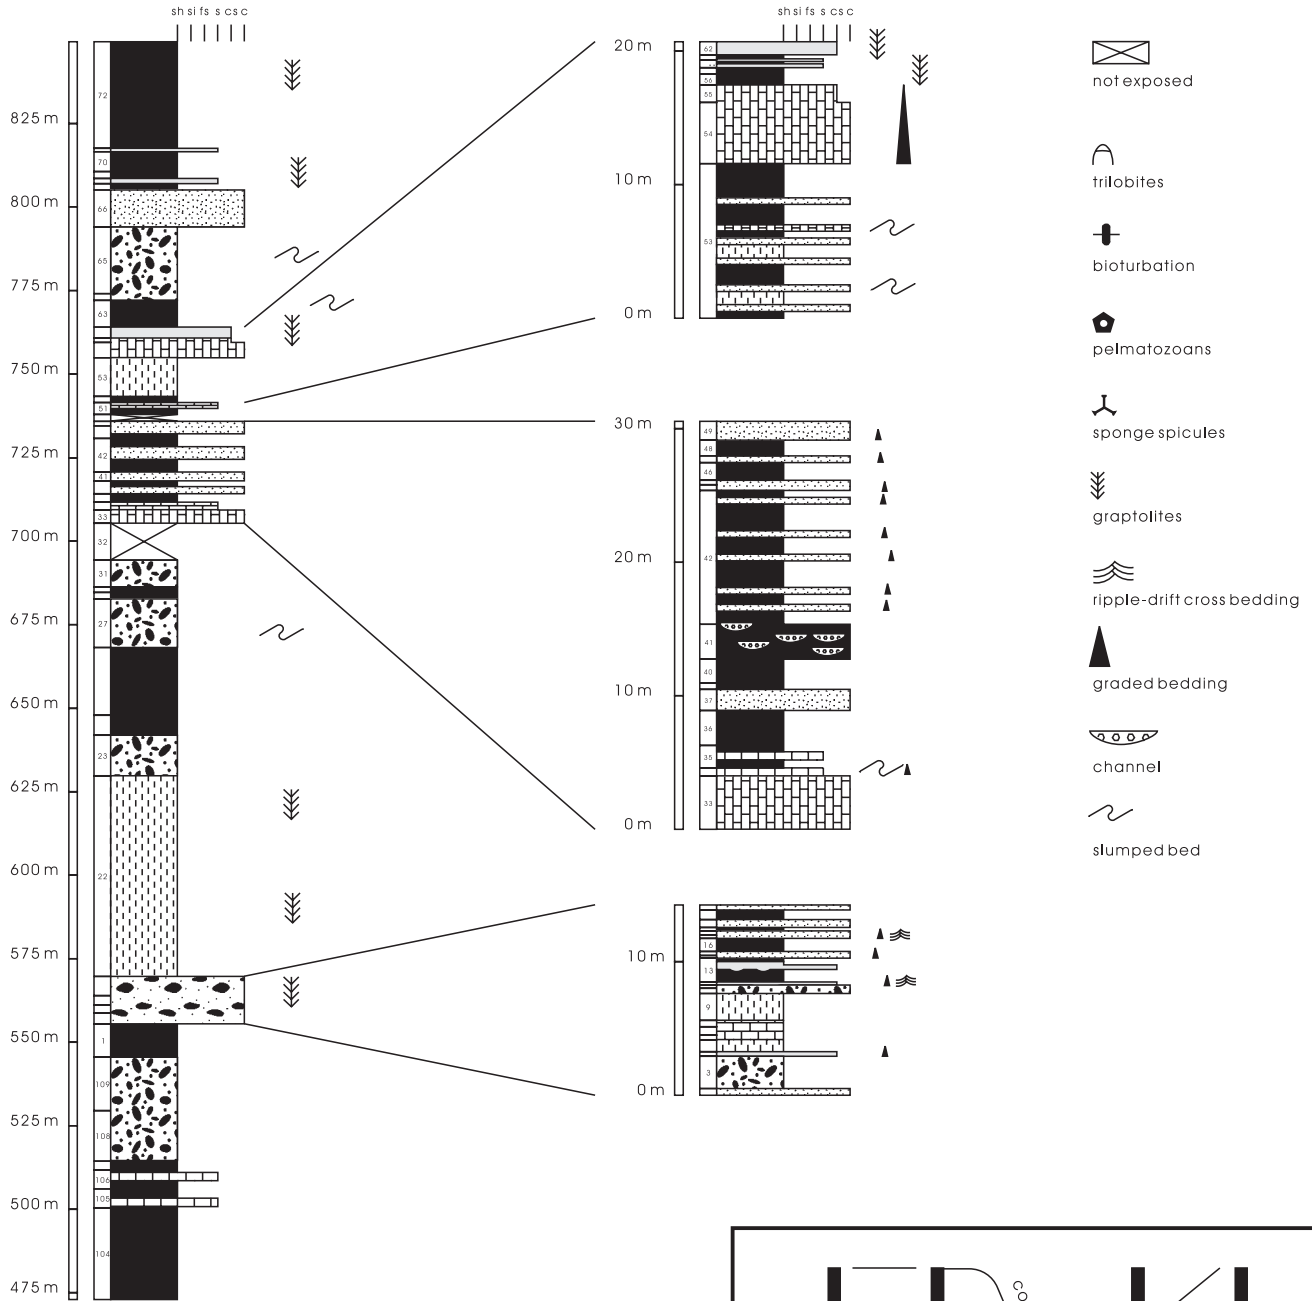 sh si fs s cs c
825 m
800 m
775 m
750 m
725 m
700 m
675 m
650 m
625 m
600 m
575 m
550 m
525 m
500 m
475 m
72
70
66
65
63
53
51
42
41
33
32
31
27
23
22
1
109
108
106
105
104
sh si fs s cs c
20 m
10 m
0 m
62
56
55
54
53
30 m
20 m
10 m
0 m
49
48
46
42
41
40
37
36
35
33
10 m
0 m
16
13
9
3
not exposed
trilobites
bioturbation
pelmatozoans
sponge spicules
graptolites
ripple-drift cross bedding
graded bedding
channel
slumped bed
co